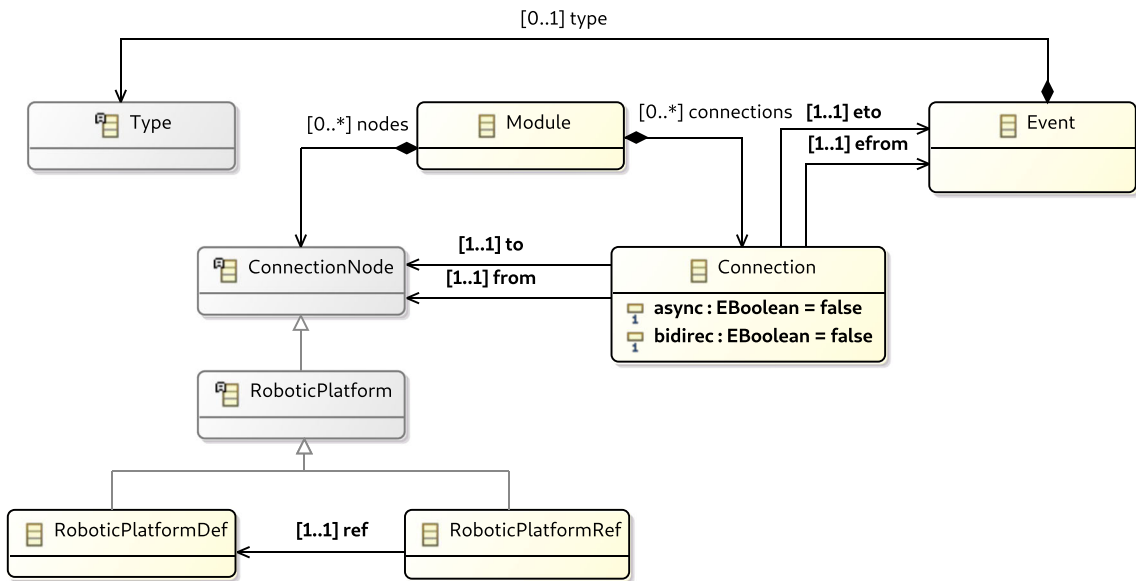 [0..1] type
Type
[0..*] nodes
Module
[0..*] connections
[1..1] eto
Event
[1..1] efrom
ConnectionNode
[1..1] to
[1..1] from
Connection
async : EBoolean = false
bidirec : EBoolean = false
RoboticPlatform
RoboticPlatformDef
[1..1] ref
RoboticPlatformRef